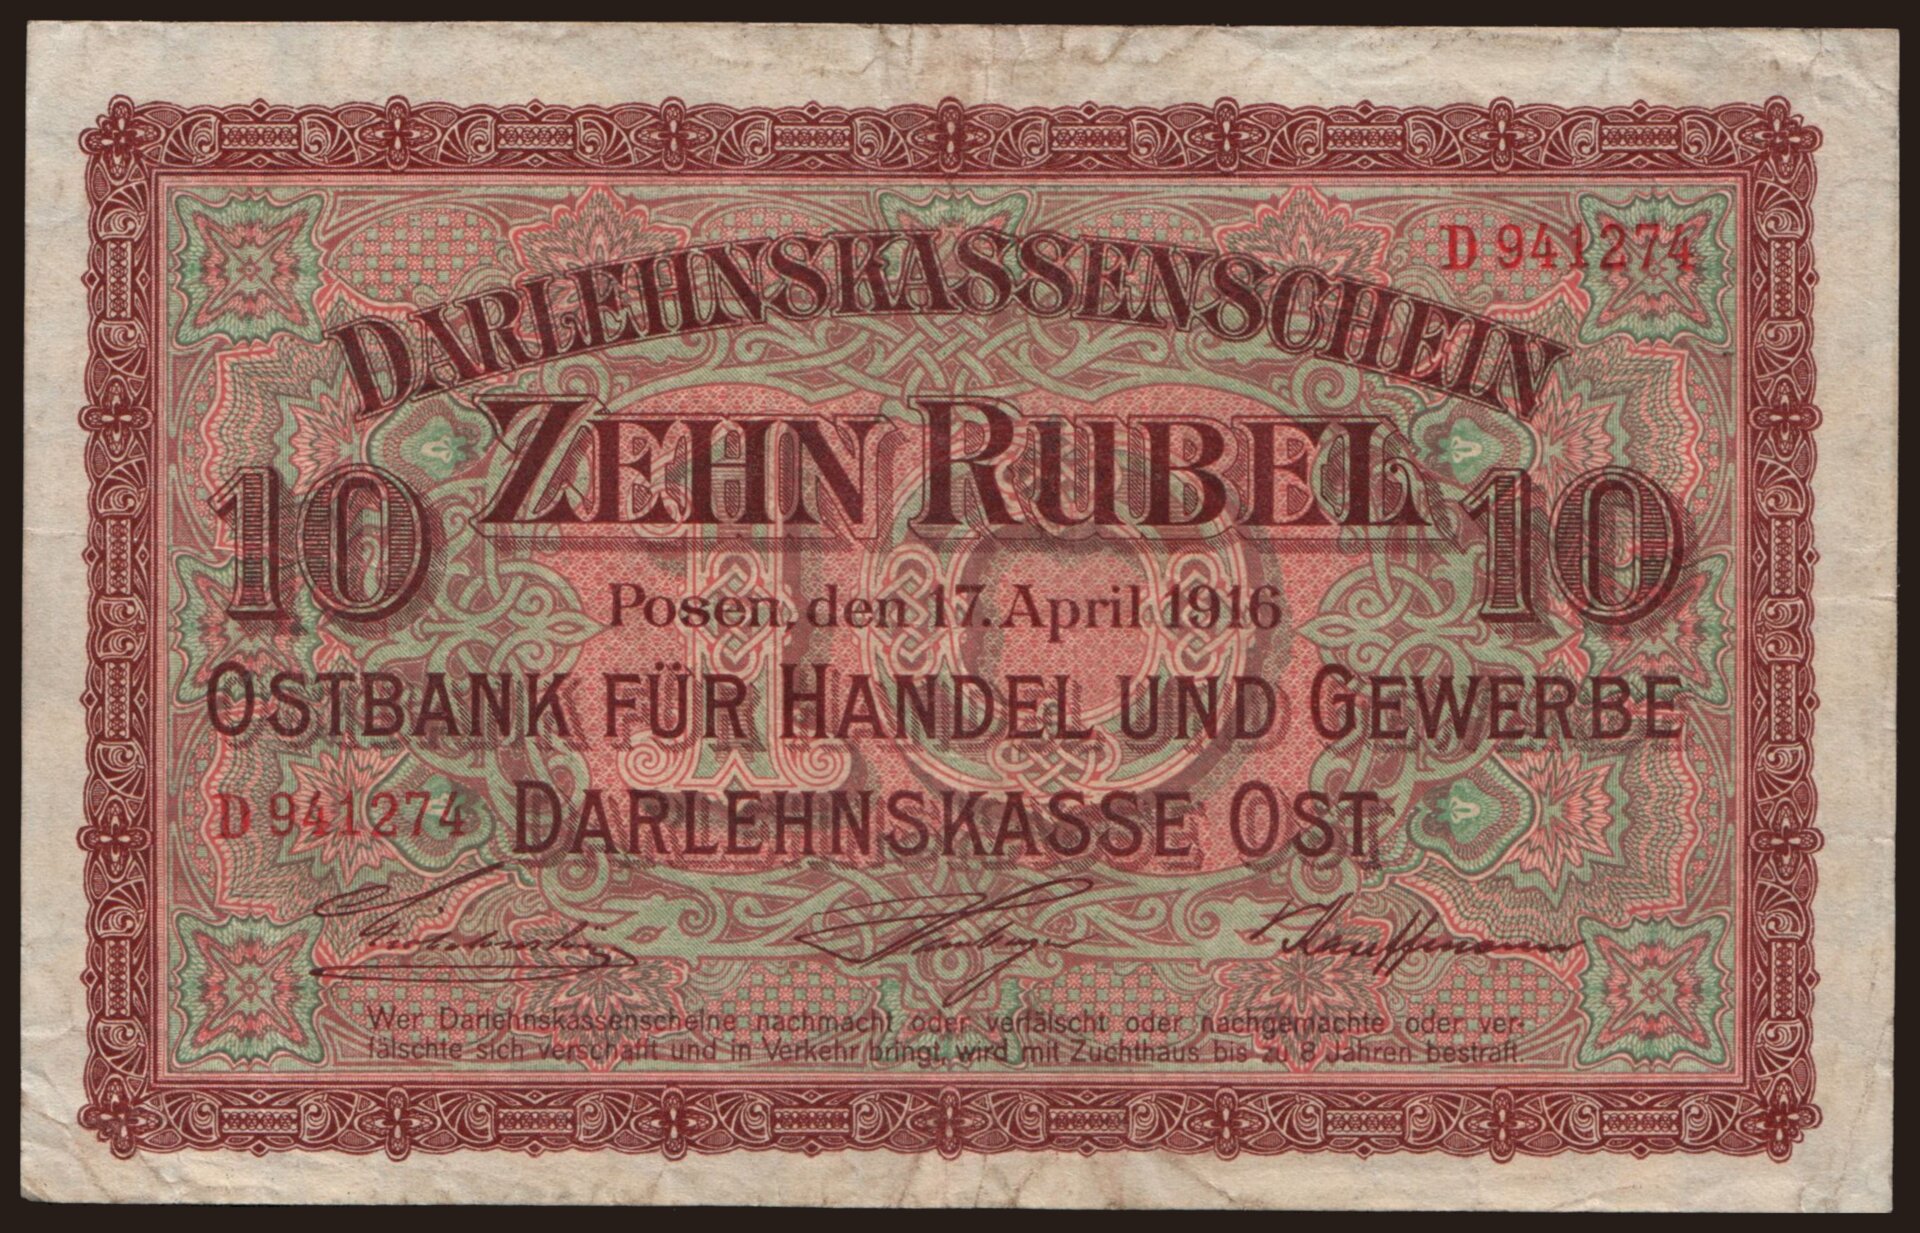 D 941274
DARLEHNSKASSENSCHEIN
ZEHN RUBEL
10 10
Posen, den 17. April 1916
OSTBANK FÜR HANDEL UND GEWERBE
D 941274 DARLEHNSKASSE OST
Kauffmann
Wer Darlehnskassenscheine nachmacht oder verfälscht oder nachgemachte oder ver-
fälschte sich verschafft und in Verkehr bringt, wird mit Zuchthaus bis zu 8 Jahren bestraft.
10